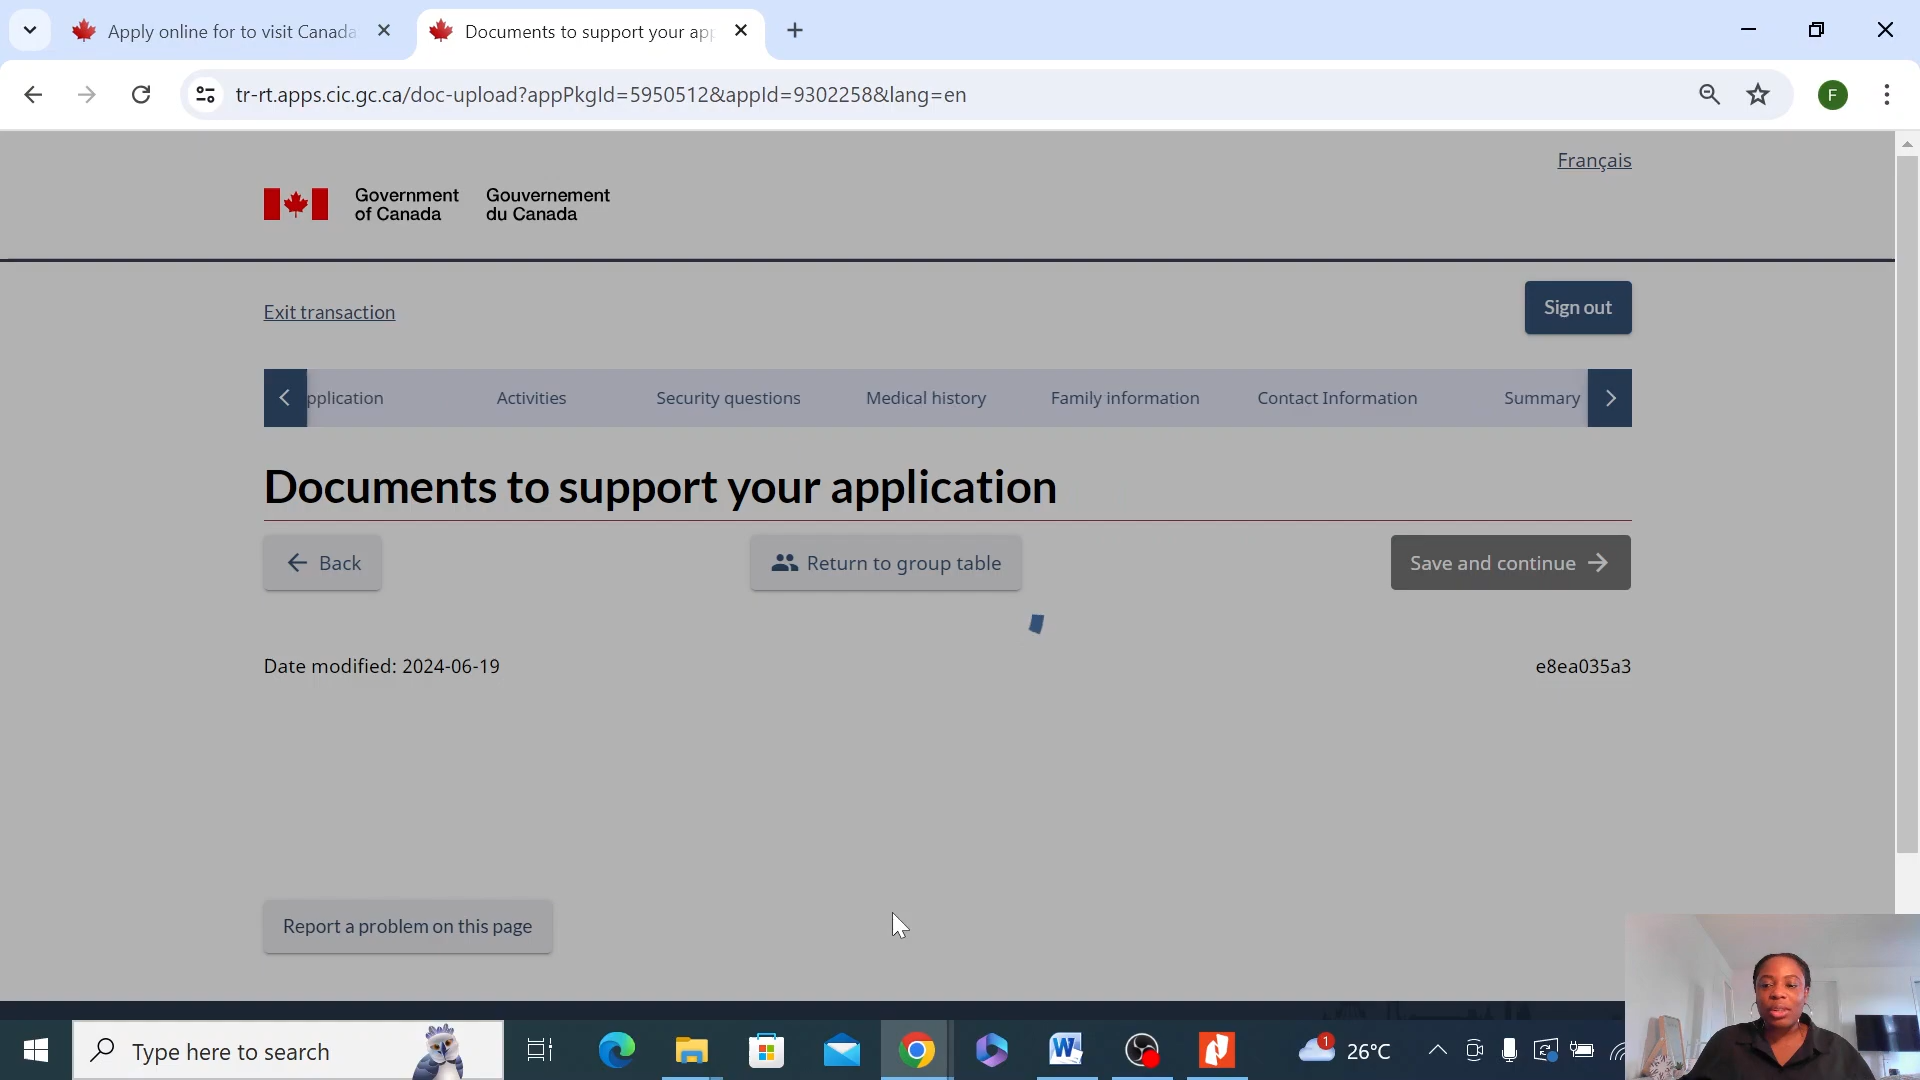 Apply online for to visit Canada
Documents to support your app
tr-rt.apps.cic.gc.ca/doc-upload?appPkgId=5950512&appId=9302258&lang=en
F
Français
Government of Canada
Gouvernement du Canada
Exit transaction
Sign out
pplication
Activities
Security questions
Medical history
Family information
Contact Information
Summary
Documents to support your application
Back
Return to group table
Save and continue
Date modified: 2024-06-19
e8ea035a3
Report a problem on this page
Type here to search
1
26°C